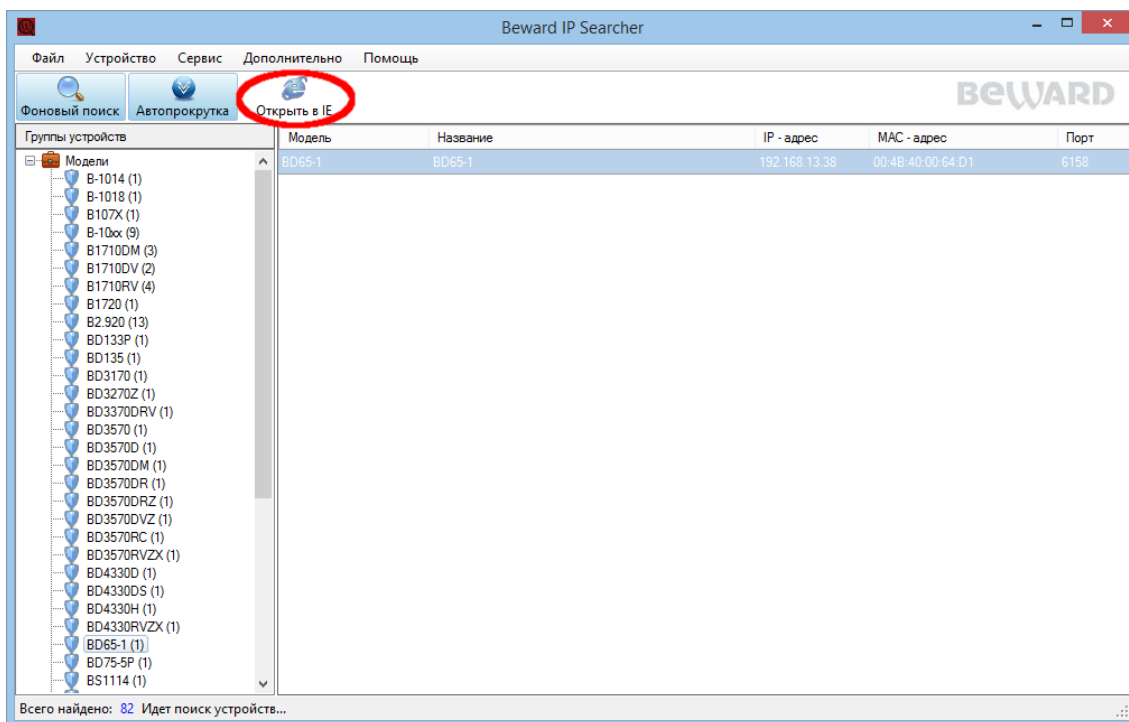 Beward IP Searcher
Файл Устройство Сервис Дополнительно Помощь
Фоновый поиск Автопрокрутка Открыть в IE
BEWARD
Группы устройств
Модель Название IP - адрес MAC - адрес Порт
Модели
BD65-1 BD65-1 192.168.13.38 00:4B:40:00:64:D1 6158
B-1014 (1)
B-1018 (1)
B107X (1)
B-10xx (9)
B1710DM (3)
B1710DV (2)
B1710RV (4)
B1720 (1)
B2.920 (13)
BD133P (1)
BD135 (1)
BD3170 (1)
BD3270Z (1)
BD3370DRV (1)
BD3570 (1)
BD3570D (1)
BD3570DM (1)
BD3570DR (1)
BD3570DRZ (1)
BD3570DVZ (1)
BD3570RC (1)
BD3570RVZX (1)
BD4330D (1)
BD4330DS (1)
BD4330H (1)
BD4330RVZX (1)
BD65-1 (1)
BD75-5P (1)
BS1114 (1)
Всего найдено: 82 Идет поиск устройств...